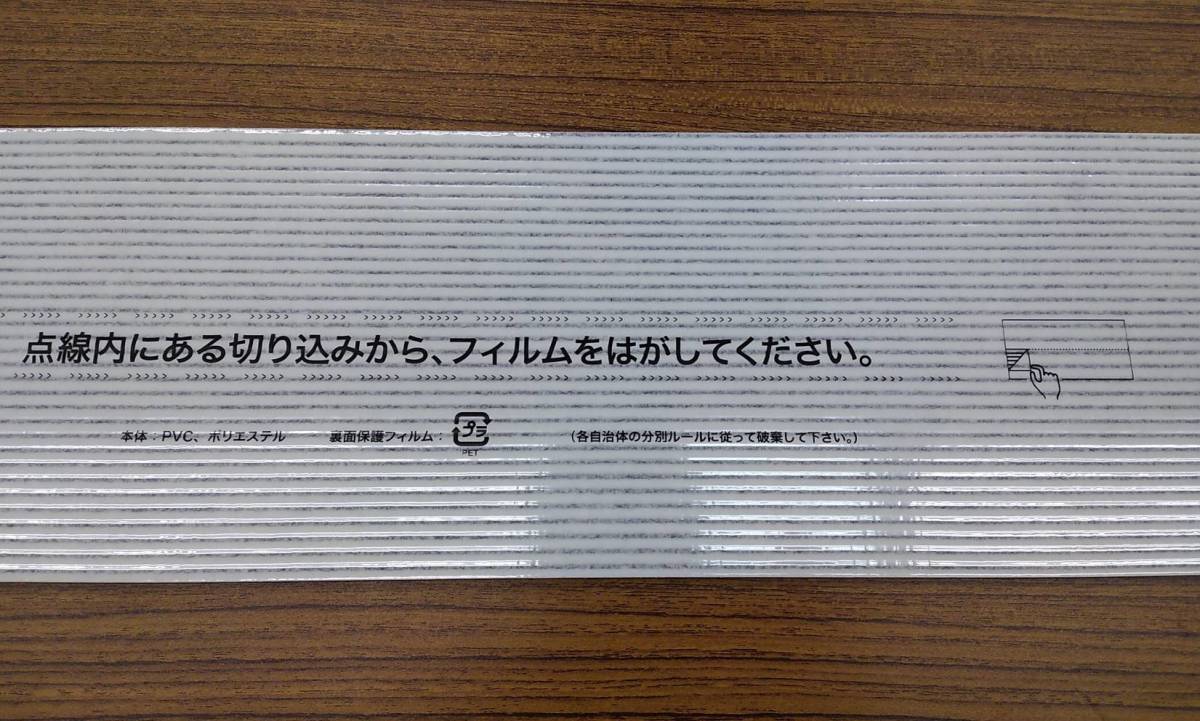 点線内にある切り込みから、フィルムをはがしてください。
本体：PVC、ポリエステル 裏面保護フィルム： プラ （各自治体の分別ルールに従って破棄して下さい。）
PET